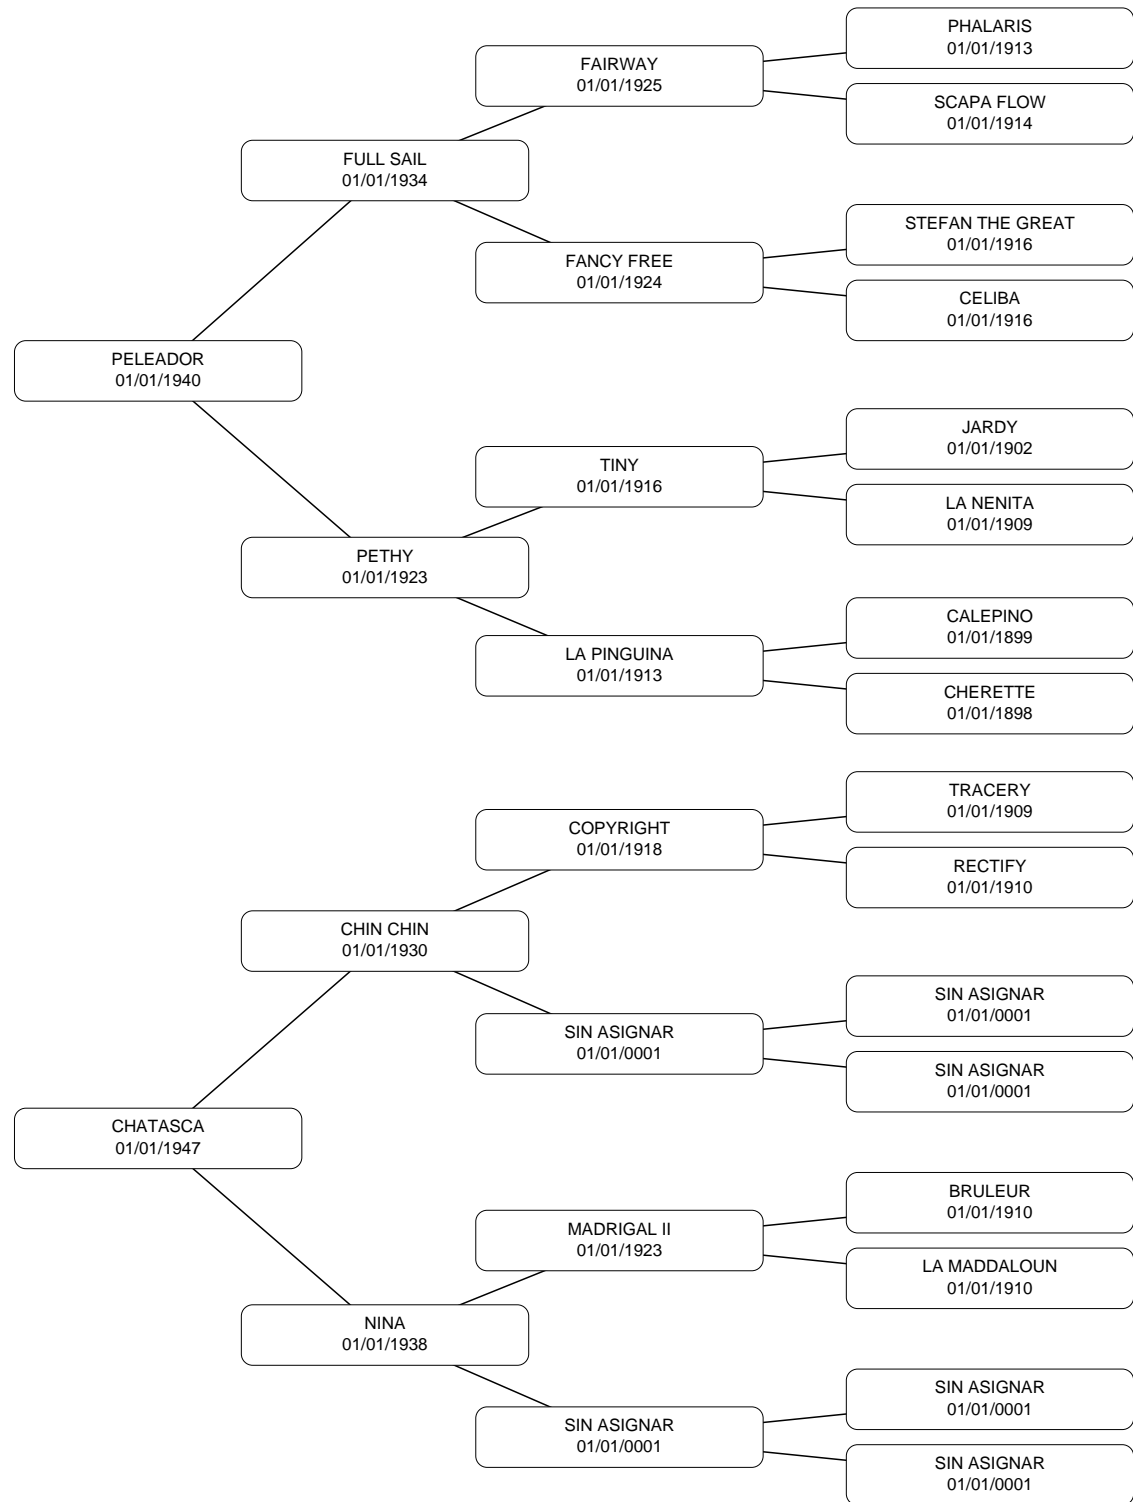 PHALARIS
01/01/1913
FAIRWAY
01/01/1925
SCAPA FLOW
01/01/1914
FULL SAIL
01/01/1934
STEFAN THE GREAT
01/01/1916
FANCY FREE
01/01/1924
CELIBA
01/01/1916
PELEADOR
01/01/1940
JARDY
01/01/1902
TINY
01/01/1916
LA NENITA
01/01/1909
PETHY
01/01/1923
CALEPINO
01/01/1899
LA PINGUINA
01/01/1913
CHERETTE
01/01/1898
TRACERY
01/01/1909
COPYRIGHT
01/01/1918
RECTIFY
01/01/1910
CHIN CHIN
01/01/1930
SIN ASIGNAR
01/01/0001
SIN ASIGNAR
01/01/0001
SIN ASIGNAR
01/01/0001
CHATASCA
01/01/1947
BRULEUR
01/01/1910
MADRIGAL II
01/01/1923
LA MADDALOUN
01/01/1910
NINA
01/01/1938
SIN ASIGNAR
01/01/0001
SIN ASIGNAR
01/01/0001
SIN ASIGNAR
01/01/0001